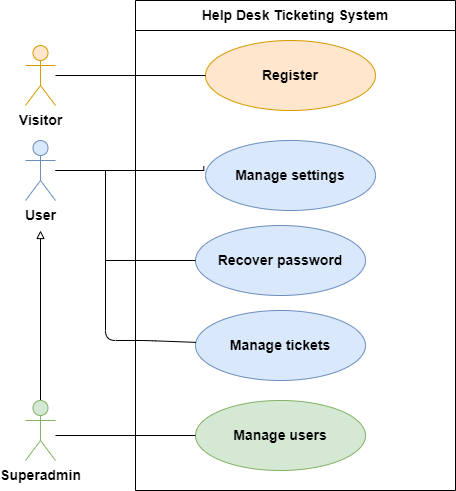 Help Desk Ticketing System
Register
Visitor
Manage settings
User
Recover password
Manage tickets
Manage users
Superadmin